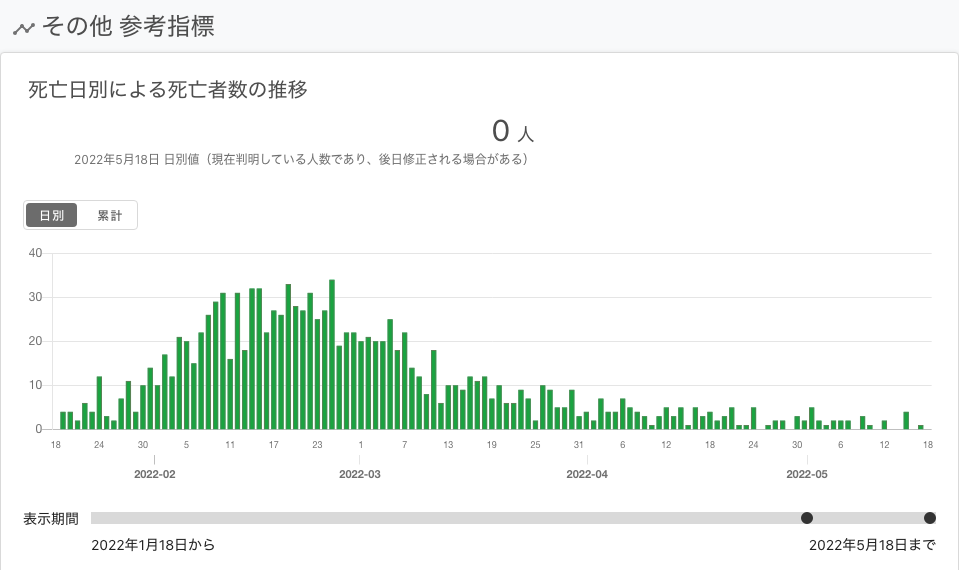 その他 参考指標
死亡日別による死亡者数の推移
0 人
2022年5月18日 日別値（現在判明している人数であり、後日修正される場合がある）
日別 累計
40
30
20
10
0
18 24 30 5 11 17 23 1 7 13 19 25 31 6 12 18 24 30 6 12 18
2022-02 2022-03 2022-04 2022-05
表示期間
2022年1月18日から 2022年5月18日まで